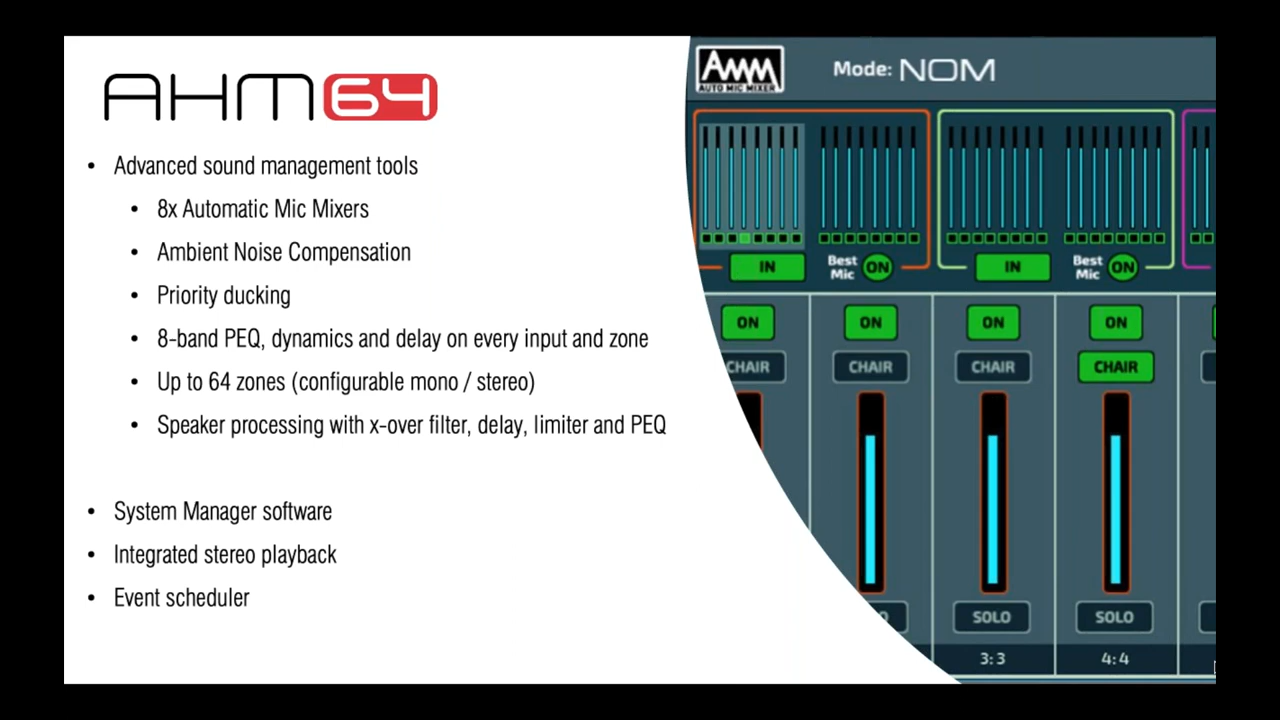 AHM64
• Advanced sound management tools
• 8x Automatic Mic Mixers
• Ambient Noise Compensation
• Priority ducking
• 8-band PEQ, dynamics and delay on every input and zone
• Up to 64 zones (configurable mono / stereo)
• Speaker processing with x-over filter, delay, limiter and PEQ
• System Manager software
• Integrated stereo playback
• Event scheduler
AMM
AUTO MIC MIXER
Mode: NOM
IN Best Mic ON IN Best Mic ON
ON ON ON ON
CHAIR CHAIR CHAIR CHAIR
SOLO SOLO
3:3 4:4